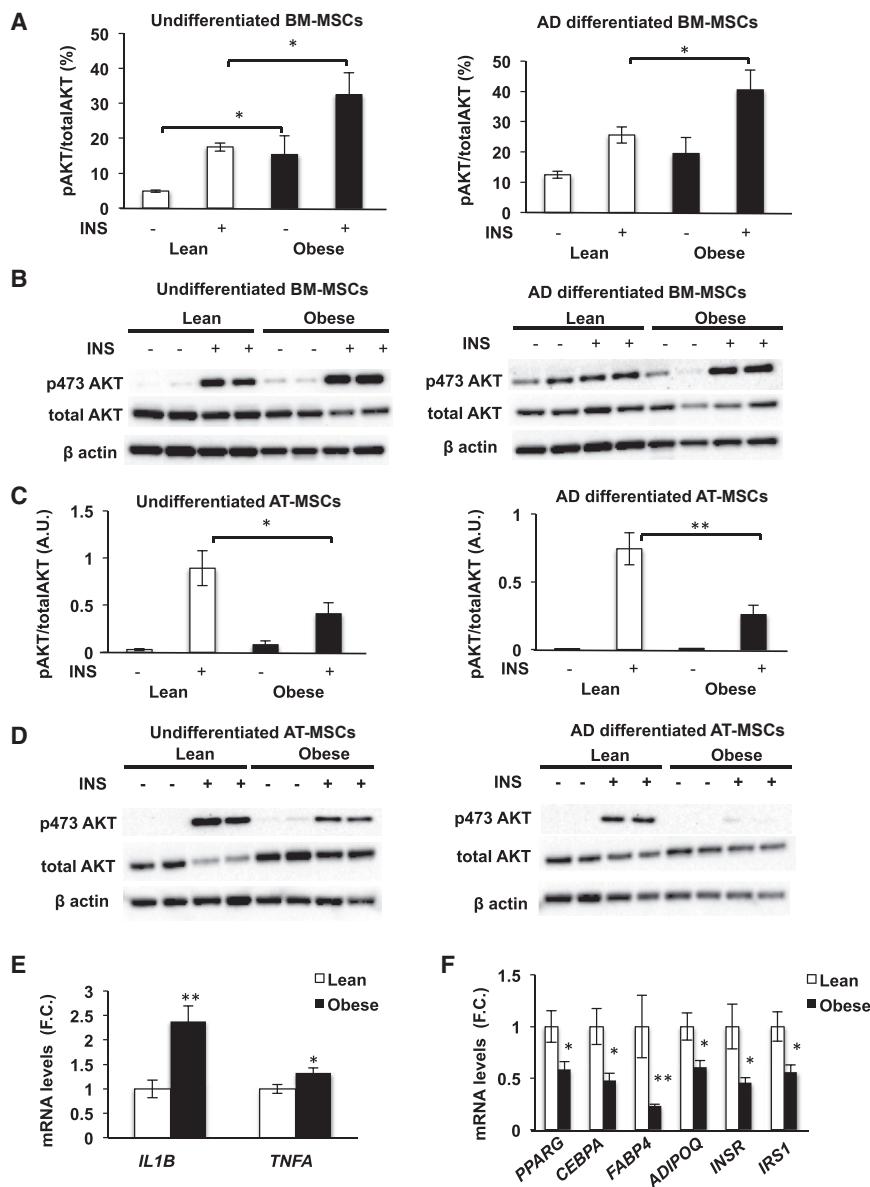 A
Undifferentiated BM-MSCs
pAKT/totalAKT (%)
50
40
30
20
10
0
*
*
INS - + - +
Lean Obese
AD differentiated BM-MSCs
pAKT/totalAKT (%)
50
40
30
20
10
0
*
INS - + - +
Lean Obese
B
Undifferentiated BM-MSCs
Lean Obese
INS - - + + - - + +
p473 AKT
total AKT
β actin
AD differentiated BM-MSCs
Lean Obese
INS - - + + - - + +
p473 AKT
total AKT
β actin
C
Undifferentiated AT-MSCs
pAKT/totalAKT (A.U.)
1.5
1
0.5
0
*
INS - + - +
Lean Obese
AD differentiated AT-MSCs
pAKT/totalAKT (A.U.)
1
0.5
0
**
INS - + - +
Lean Obese
D
Undifferentiated AT-MSCs
Lean Obese
INS - - + + - - + +
p473 AKT
total AKT
β actin
AD differentiated AT-MSCs
Lean Obese
INS - - + + - - + +
p473 AKT
total AKT
β actin
E
Lean
Obese
mRNA levels (F.C.)
3
2.5
2
1.5
1
0.5
0
**
*
IL1B TNFA
F
Lean
Obese
mRNA levels (F.C.)
1.5
1
0.5
0
* * ** * * *
PPARG CEBPA FABP4 ADIPOQ INSR IRS1